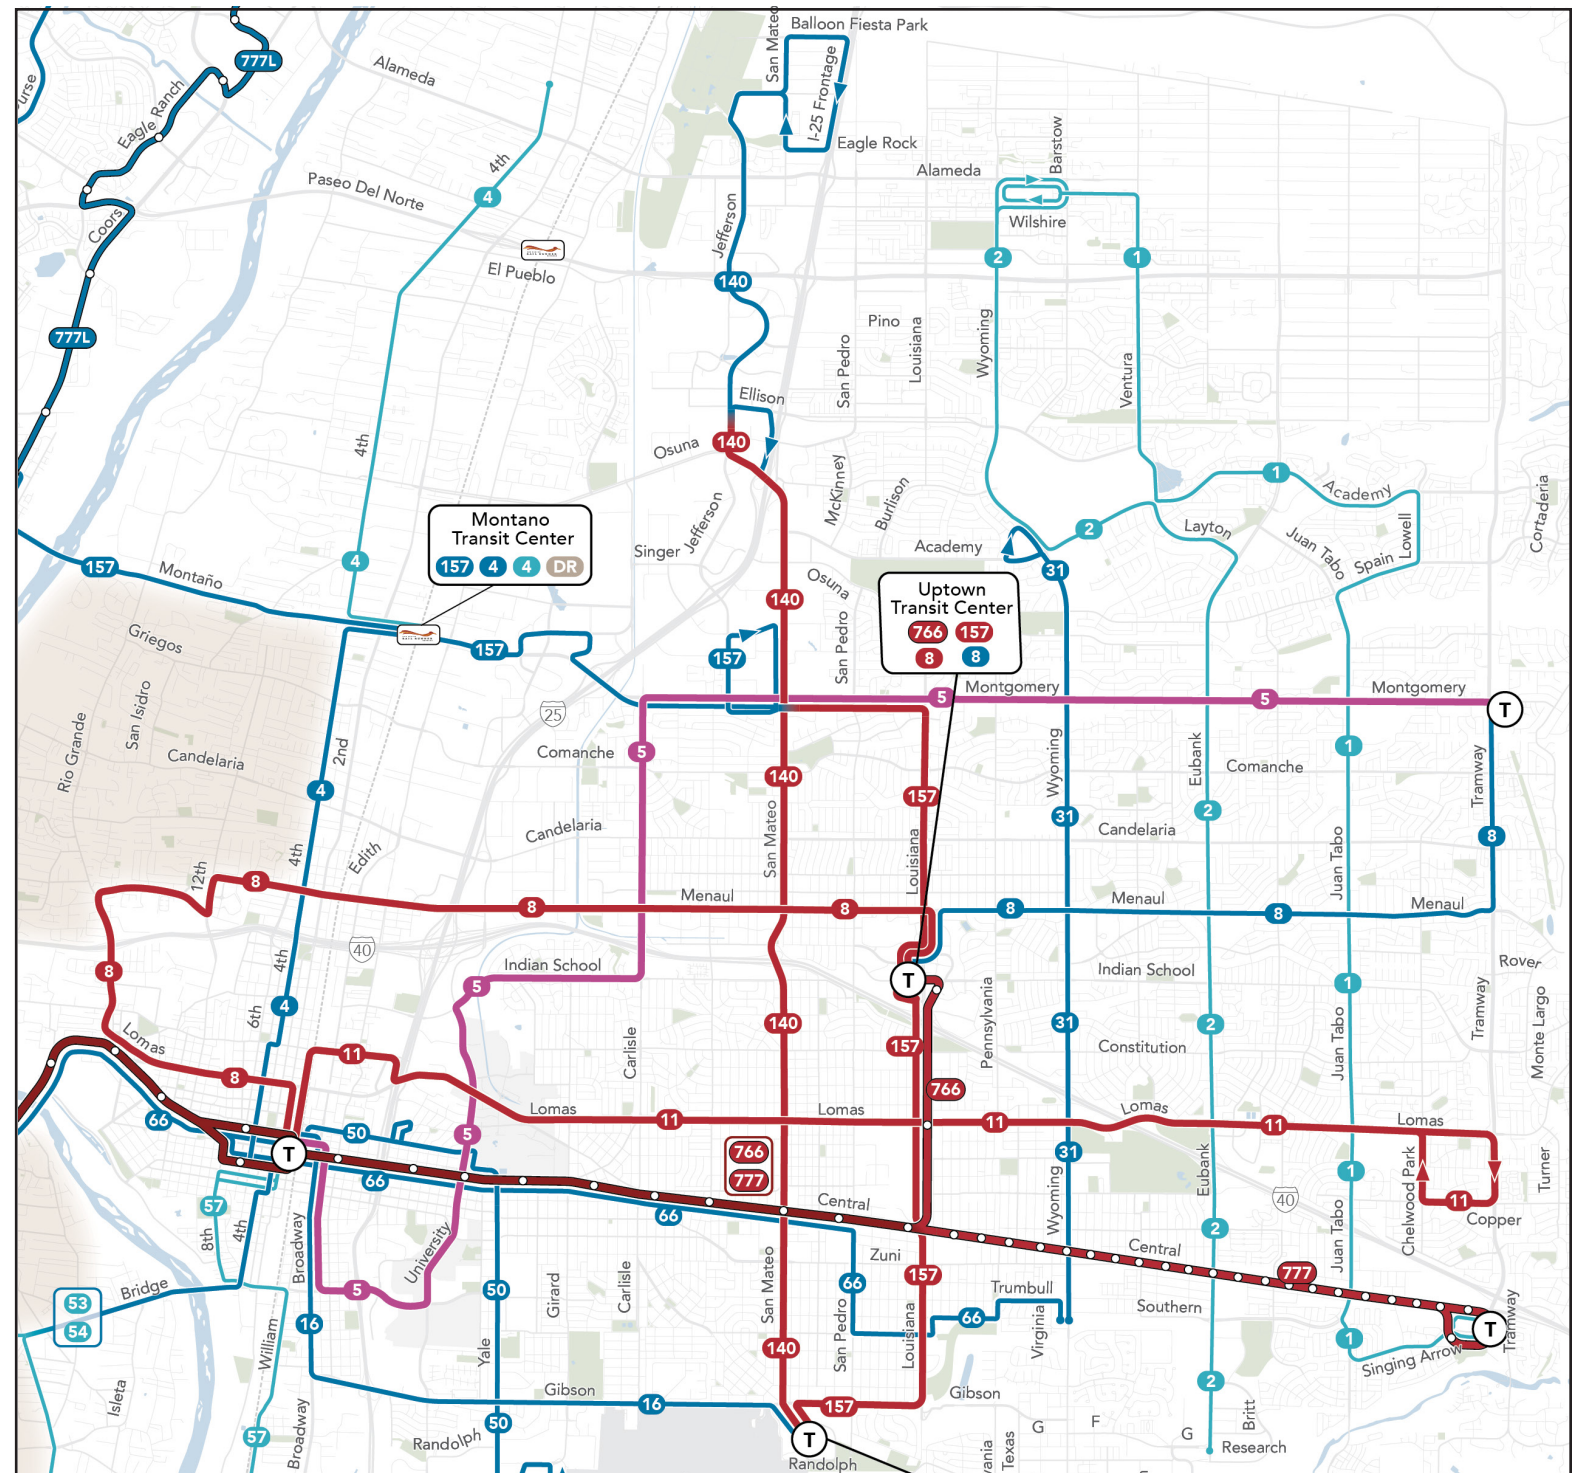 San Mateo
Balloon Fiesta Park
777L
Alameda
urse
Eagle Ranch
I-25 Frontage
Eagle Rock
Barstow
Alameda
4th
Paseo Del Norte
4
Coors
Jefferson
Wilshire
El Pueblo
2
1
140
777L
Pino
San Pedro
Louisiana
Wyoming
Ventura
Ellison
140
Osuna
4th
1
Academy
McKinney
Burlison
Jefferson
Cortaderia
Montano
Transit Center
157 4 4 DR
2
Layton
Juan Tabo
Lowell
Spain
Singer
Academy
4
157
Montaño
31
Osuna
140
Uptown
Transit Center
766 157
8 8
Griegos
San Pedro
157
157
5
Montgomery
5
Montgomery
T
Rio Grande
San Isidro
25
2nd
Candelaria
Comanche
5
Wyoming
Eubank
Comanche
1
Tramway
140
4
157
2
31
Candelaria
Candelaria
8
San Mateo
Louisiana
Juan Tabo
4th
Edith
12th
8
8
Menaul
8
8
Menaul
8
Menaul
40
4th
Indian School
5
8
T
Indian School
Rover
1
Pennsylvania
Tramway
Monte Largo
4
6th
140
31
2
Juan Tabo
Lomas
11
Carlisle
157
Constitution
8
766
66
50
Lomas
11
Lomas
11
Lomas
11
Lomas
5
T
66
766
777
31
Eubank
1
Chelwood Park
Turner
11
Copper
40
57
8th
4th
66
Central
Wyoming
2
Juan Tabo
Broadway
University
Zuni
Central
777
Bridge
5
50
Girard
Carlisle
San Mateo
66
157
Trumbull
Southern
53
54
16
66
San Pedro
Louisiana
Virginia
Tramway
T
1
Singing Arrow
William
Yale
140
2
Isleta
Gibson
16
157
Gibson
Britt
57
Broadway
Randolph
50
T
Randolph
G
F
G
Texas
vania
Research